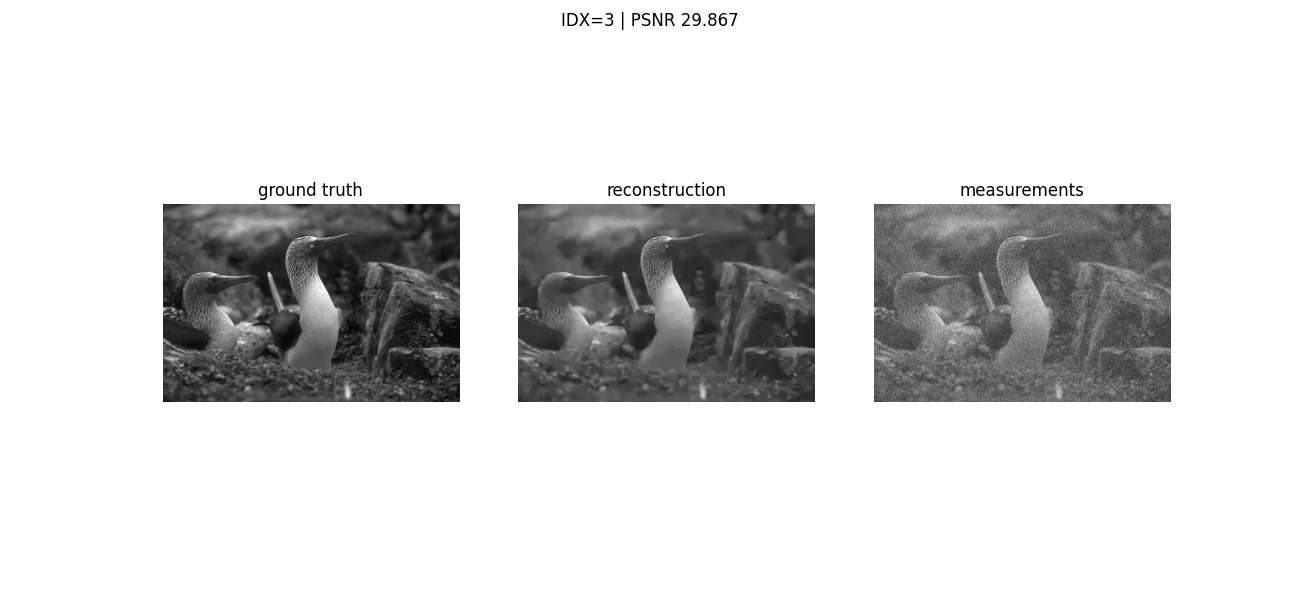 IDX=3 | PSNR 29.867
ground truth
reconstruction
measurements